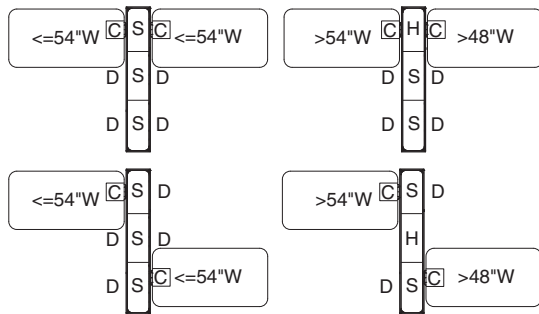 <=54"W C S C <=54"W
D S D
D S D
>54"W C H C >48"W
D S D
D S D
<=54"W C S D
D S D
D S C <=54"W
>54"W C S D
H
D S C >48"W